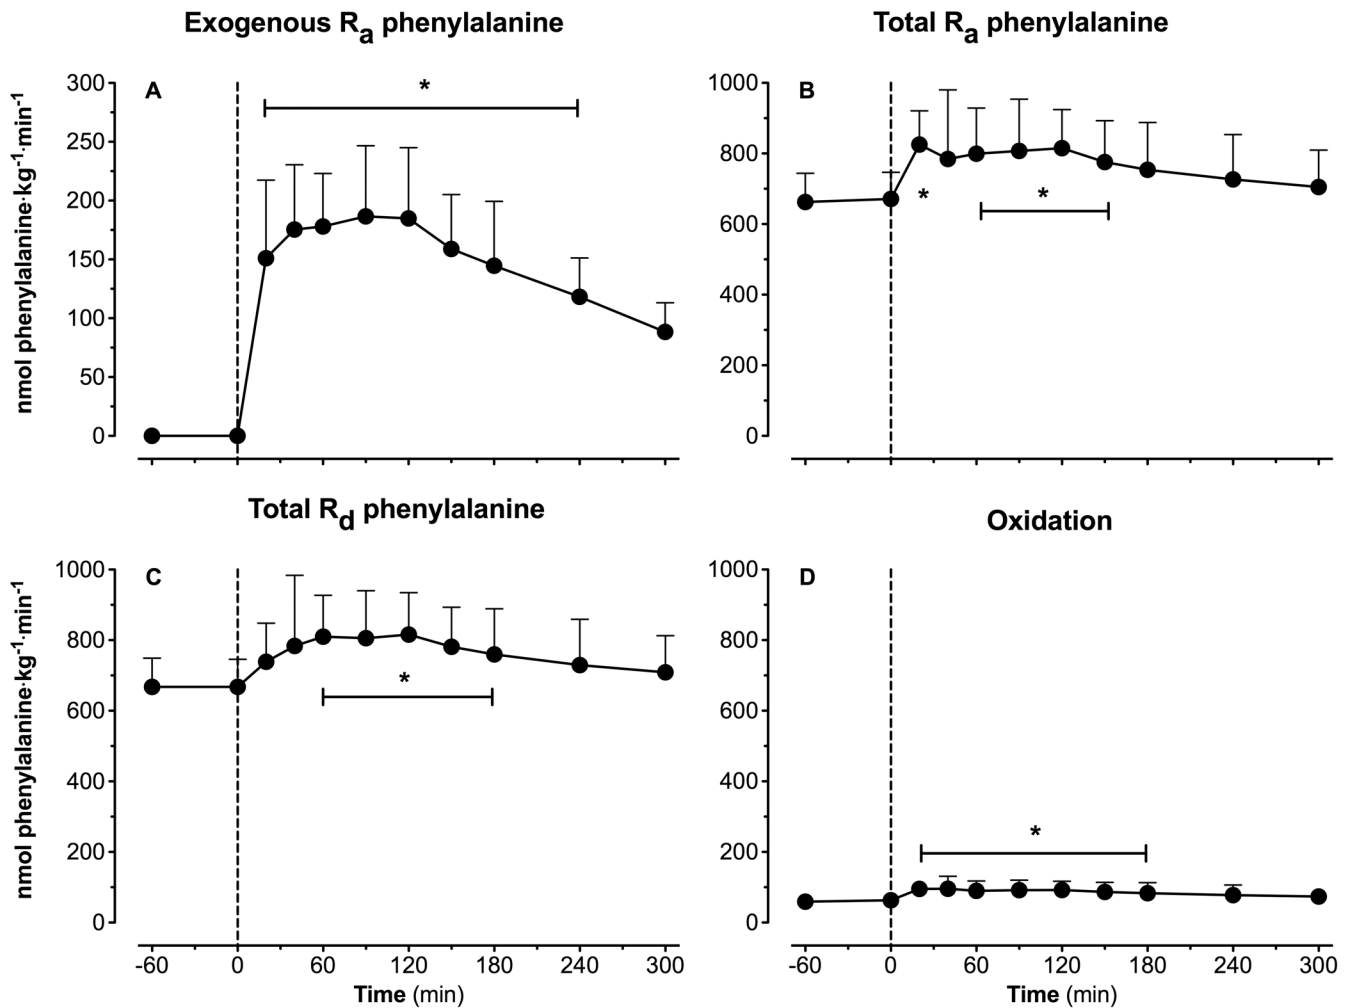 Exogenous Ra phenylalanine
Total Ra phenylalanine
nmol phenylalanine·kg-1·min-1
300
250
200
150
100
50
0
A
*
1000
800
600
400
200
0
B
*
*
Total Rd phenylalanine
Oxidation
nmol phenylalanine·kg-1·min-1
1000
800
600
400
200
0
C
*
-60 0 60 120 180 240 300
Time (min)
1000
800
600
400
200
0
D
*
-60 0 60 120 180 240 300
Time (min)